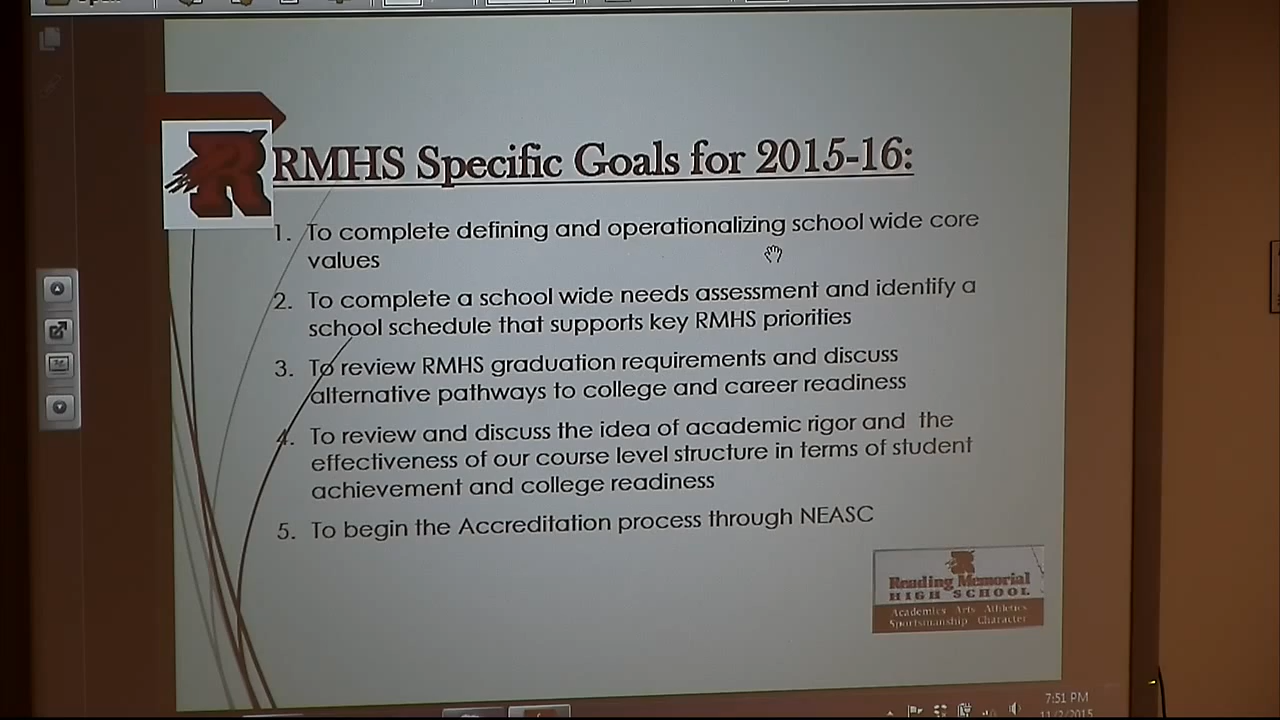 RMHS Specific Goals for 2015-16:
1. To complete defining and operationalizing school wide core
values
2. To complete a school wide needs assessment and identify a
school schedule that supports key RMHS priorities
3. To review RMHS graduation requirements and discuss
alternative pathways to college and career readiness
4. To review and discuss the idea of academic rigor and the
effectiveness of our course level structure in terms of student
achievement and college readiness
5. To begin the Accreditation process through NEASC
R
Reading Memorial
HIGH SCHOOL
Academics Arts Athletics
Sportsmanship Character
7:51 PM
11/2/2015